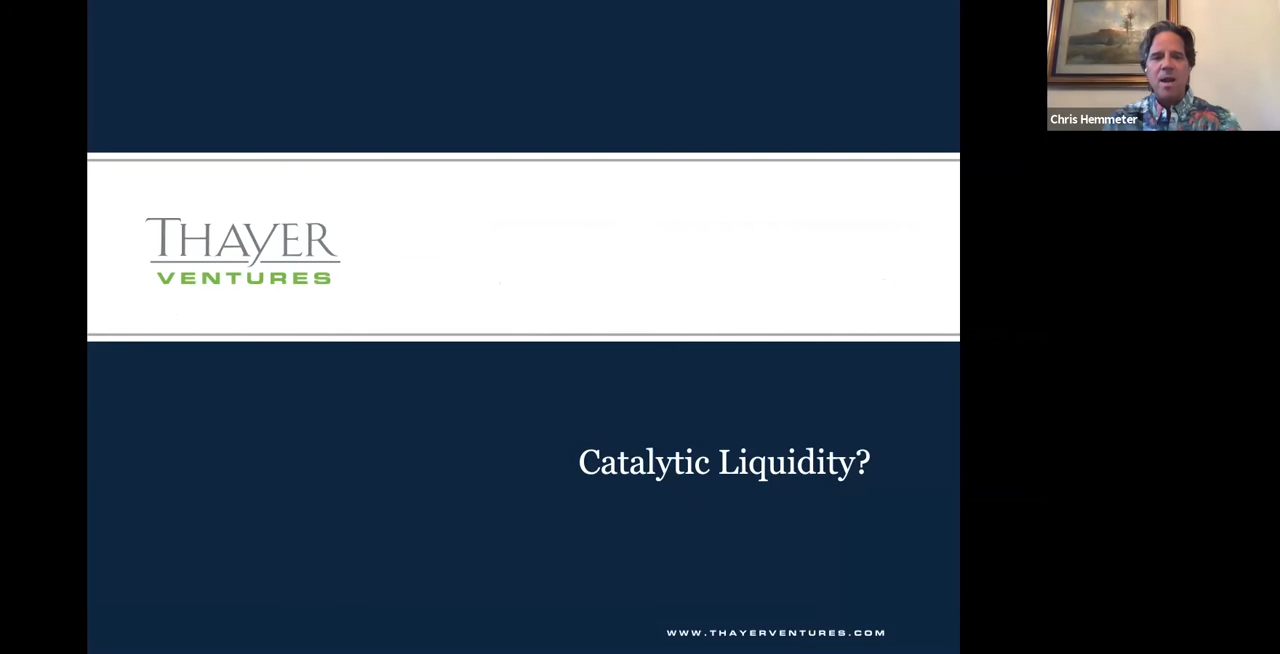 THAYER
VENTURES
Chris Hemmeter
Catalytic Liquidity?
WWW.THAYERVENTURES.COM